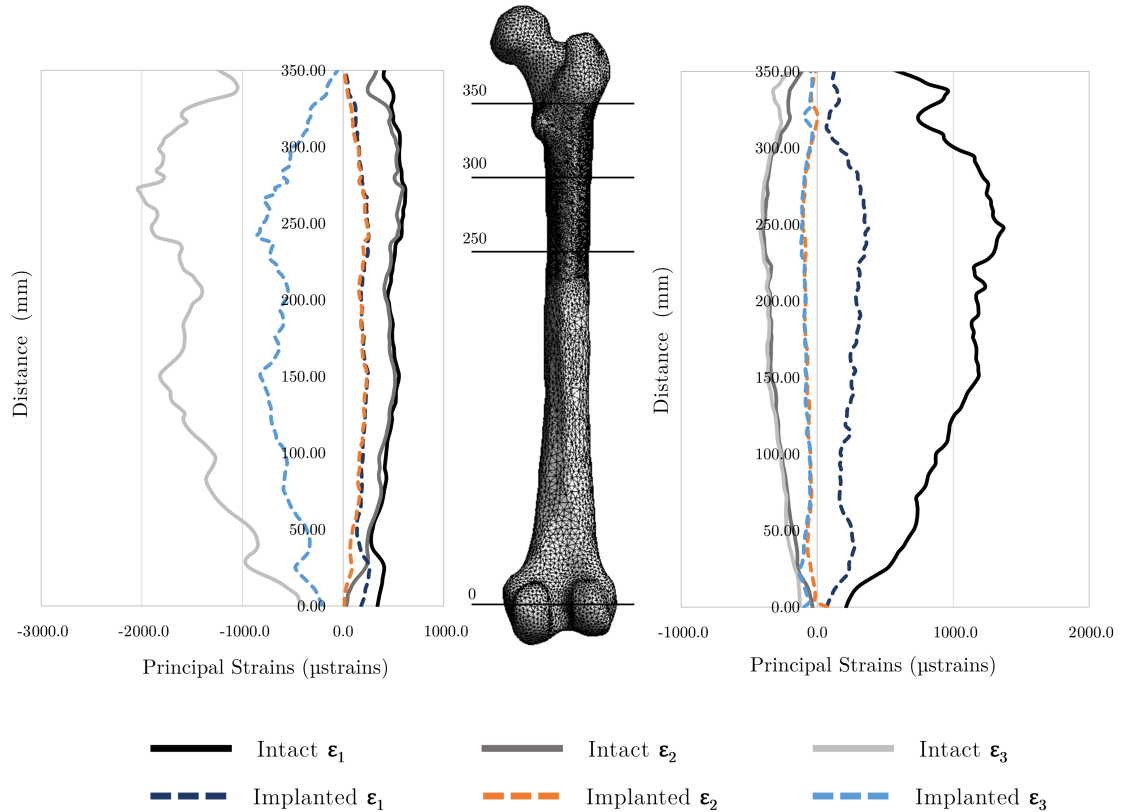 350.00
300.00
250.00
200.00
150.00
100.00
50.00
0.00
-3000.0 -2000.0 -1000.0 0.0 1000.0
Distance (mm)
Principal Strains (µstrains)
350
300
250
0
350.00
300.00
250.00
200.00
150.00
100.00
50.00
0.00
-1000.0 0.0 1000.0 2000.0
Distance (mm)
Principal Strains (µstrains)
Intact ε1 Intact ε2 Intact ε3
Implanted ε1 Implanted ε2 Implanted ε3